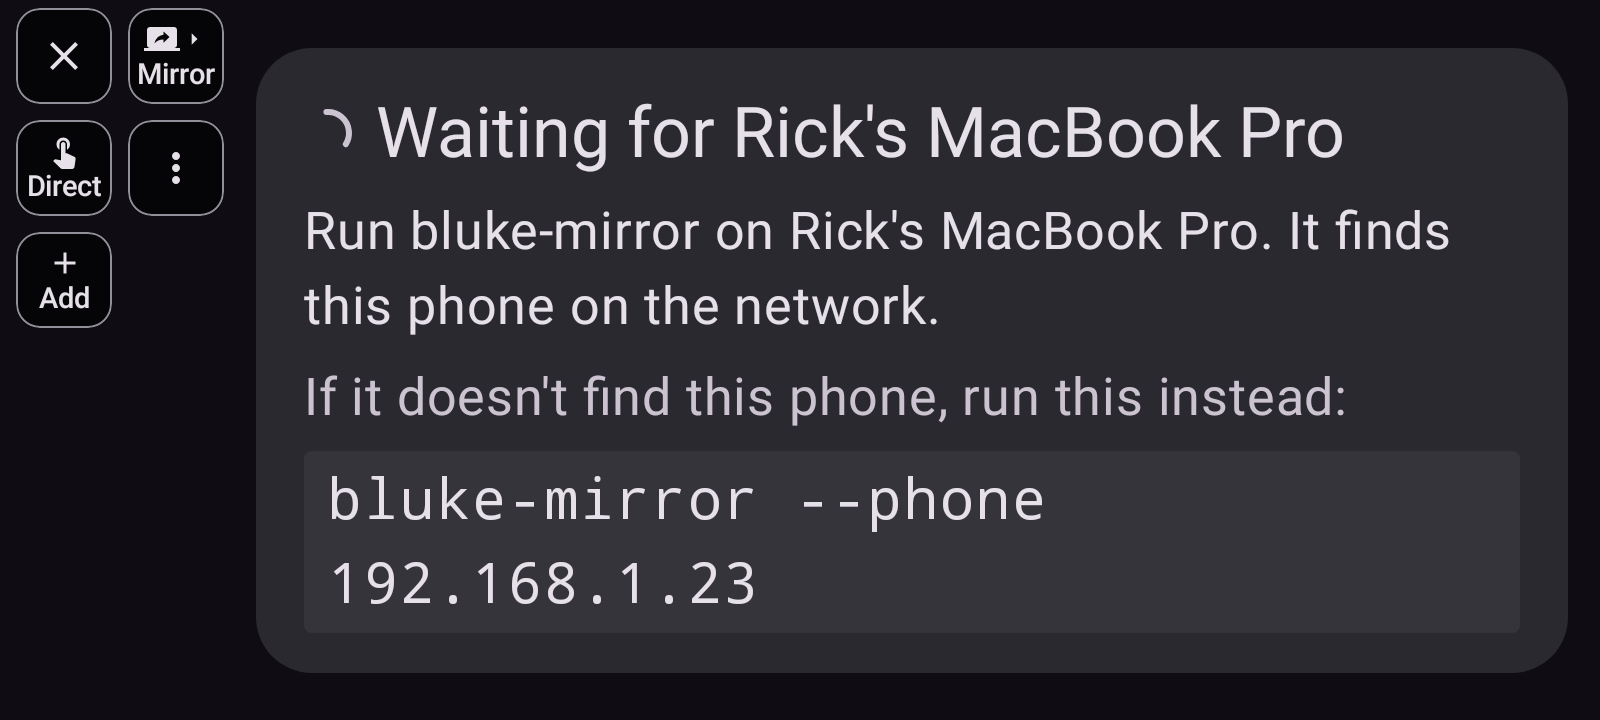 Mirror
Direct
Add
Waiting for Rick's MacBook Pro
Run bluke-mirror on Rick's MacBook Pro. It finds
this phone on the network.
If it doesn't find this phone, run this instead:
bluke-mirror --phone
192.168.1.23